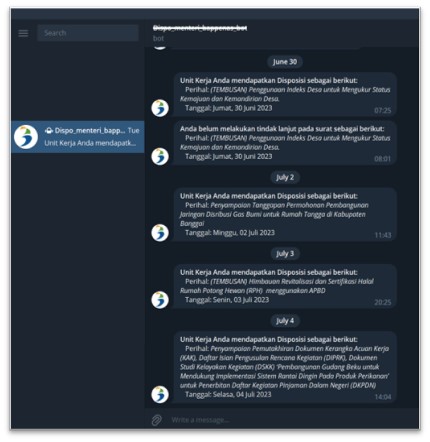 Search
Dispo_menteri_bappenas_bot
bot
Dispo_menteri_bapp... Tue
Unit Kerja Anda mendapatk...
June 30
Unit Kerja Anda mendapatkan Disposisi sebagai berikut:
Perihal: (TEMBUSAN) Penggunaan Indeks Desa untuk Mengukur Status
Kemajuan dan Kemandirian Desa.
Tanggal: Jumat, 30 Juni 2023
07:25
Anda belum melakukan tindak lanjut pada surat sebagai berikut:
Perihal: (TEMBUSAN) Penggunaan Indeks Desa untuk Mengukur Status
Kemajuan dan Kemandirian Desa.
Tanggal: Jumat, 30 Juni 2023
08:01
July 2
Unit Kerja Anda mendapatkan Disposisi sebagai berikut:
Perihal: Penyampaian Tanggapan Permohonan Pembangunan
Jaringan Disribusi Gas Bumi untuk Rumah Tangga di Kabupaten
Banggai
Tanggal: Minggu, 02 Juli 2023
11:43
July 3
Unit Kerja Anda mendapatkan Disposisi sebagai berikut:
Perihal: (TEMBUSAN) Himbauan Revitalisasi dan Sertifikasi Halal
Rumah Potong Hewan (RPH) menggunakan APBD
Tanggal: Senin, 03 Juli 2023
20:25
July 4
Unit Kerja Anda mendapatkan Disposisi sebagai berikut:
Perihal: Penyampaian Pemutakhiran Dokumen Kerangka Acuan Kerja
(KAK), Daftar Isian Pengusulan Rencana Kegiatan (DIPRK), Dokumen
Studi Kelayakan Kegiatan (DSKK) 'Pembangunan Gudang Beku untuk
Mendukung Implementasi Sistem Rantai Dingin Pada Produk Perikanan'
untuk Penerbitan Daftar Kegiatan Pinjaman Dalam Negeri (DKPDN)
Tanggal: Selasa, 04 Juli 2023
14:04
Write a message...